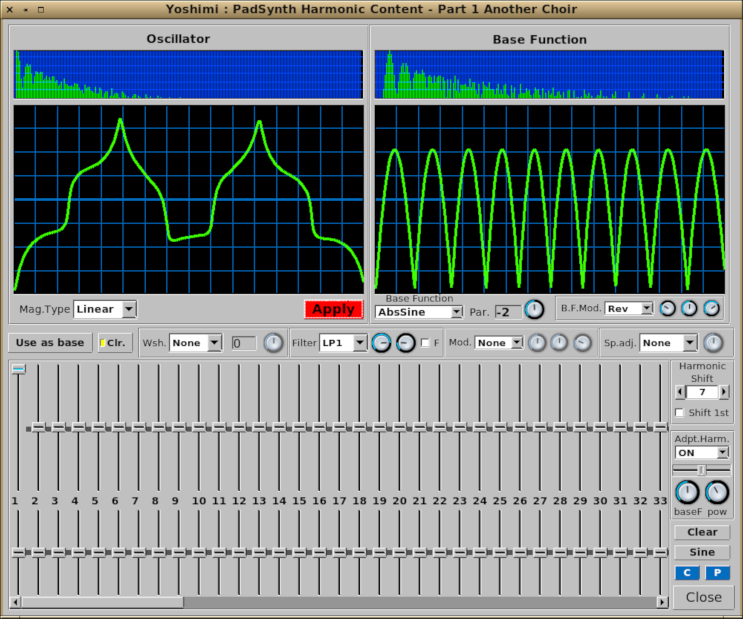 Yoshimi : PadSynth Harmonic Content - Part 1 Another Choir
Oscillator
Base Function
Mag.Type Linear
Apply
Base Function
AbsSine
Par. -2
B.F.Mod. Rev
Use as base
Clr.
Wsh. None
0
Filter LP1
F
Mod. None
Sp.adj. None
Harmonic
Shift
7
Shift 1st
Adpt.Harm.
ON
baseF pow
1 2 3 4 5 6 7 8 9 10 11 12 13 14 15 16 17 18 19 20 21 22 23 24 25 26 27 28 29 30 31 32 33
Clear
Sine
C P
Close